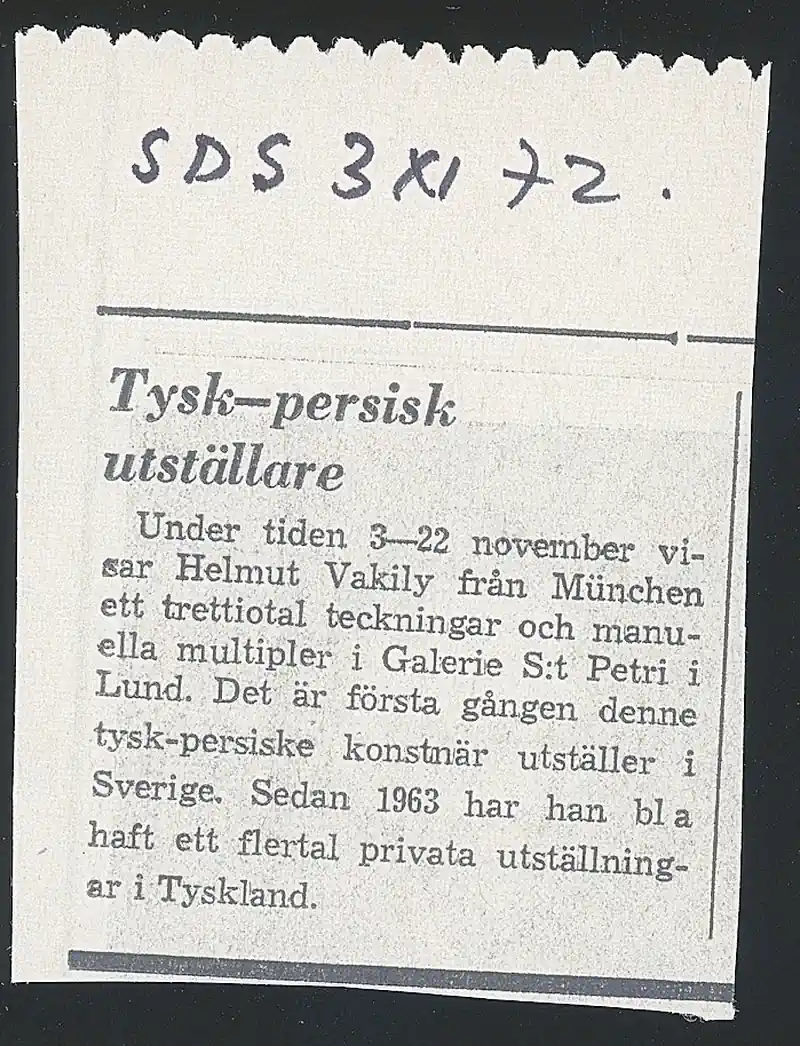 SDS 3 XI 72.
Tysk—persisk
utställare
Under tiden 3—22 november vi-
sar Helmut Vakily från München
ett trettiotal teckningar och manu-
ella multipler i Galerie S:t Petri i
Lund. Det är första gången denne
tysk-persiske konstnär utställer i
Sverige. Sedan 1963 har han bl a
haft ett flertal privata utställning-
ar i Tyskland.